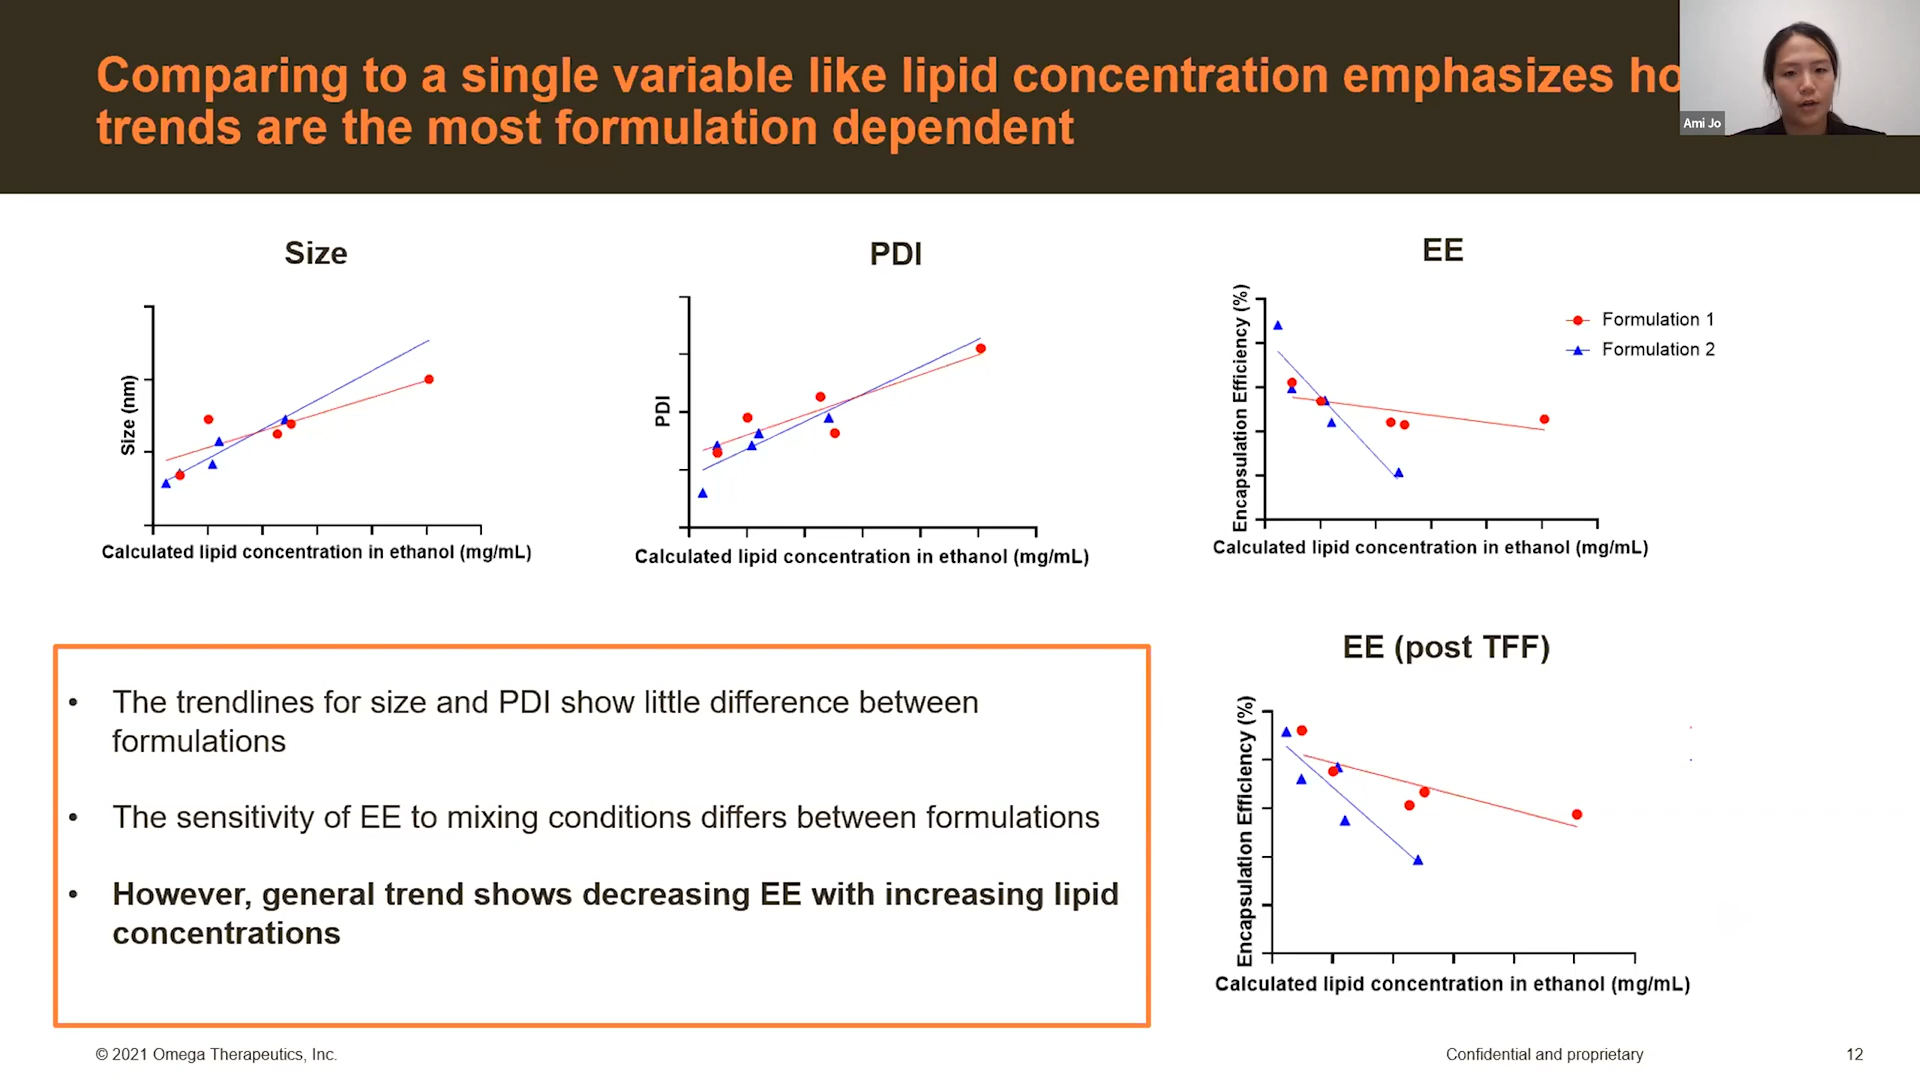 Comparing to a single variable like lipid concentration emphasizes
trends are the most formulation dependent
Ami Jo
Size
Size (nm)
Calculated lipid concentration in ethanol (mg/mL)
PDI
PDI
Calculated lipid concentration in ethanol (mg/mL)
EE
Encapsulation Efficiency (%)
Calculated lipid concentration in ethanol (mg/mL)
Formulation 1
Formulation 2
• The trendlines for size and PDI show little difference between
formulations
• The sensitivity of EE to mixing conditions differs between formulations
• However, general trend shows decreasing EE with increasing lipid
concentrations
EE (post TFF)
Encapsulation Efficiency (%)
Calculated lipid concentration in ethanol (mg/mL)
© 2021 Omega Therapeutics, Inc.
Confidential and proprietary
12